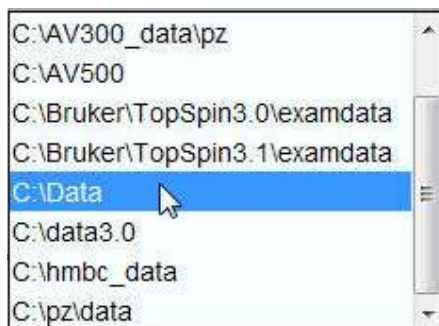 C:\AV300_data\pz
C:\AV500
C:\Bruker\TopSpin3.0\examdata
C:\Bruker\TopSpin3.1\examdata
C:\Data
C:\data3.0
C:\hmbc_data
C:\pz\data